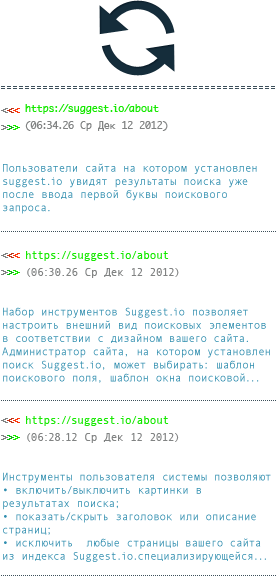 <<< https://suggest.io/about
>>> (06:34.26 Ср Дек 12 2012)
Пользователи сайта на котором установлен
suggest.io увидят результаты поиска уже
после ввода первой буквы поискового
запроса.
<<< https://suggest.io/about
>>> (06:30.26 Ср Дек 12 2012)
Набор инструментов Suggest.io позволяет
настроить внешний вид поисковых элементов
в соответствии с дизайном вашего сайта.
Администратор сайта, на котором установлен
поиск Suggest.io, может выбирать: шаблон
поискового поля, шаблон окна поисковой...
<<< https://suggest.io/about
>>> (06:28.12 Ср Дек 12 2012)
Инструменты пользователя системы позволяют
• включить/выключить картинки в
результатах поиска;
• показать/скрыть заголовок или описание
страниц;
• исключить любые страницы вашего сайта
из индекса Suggest.io.специализирующейся...